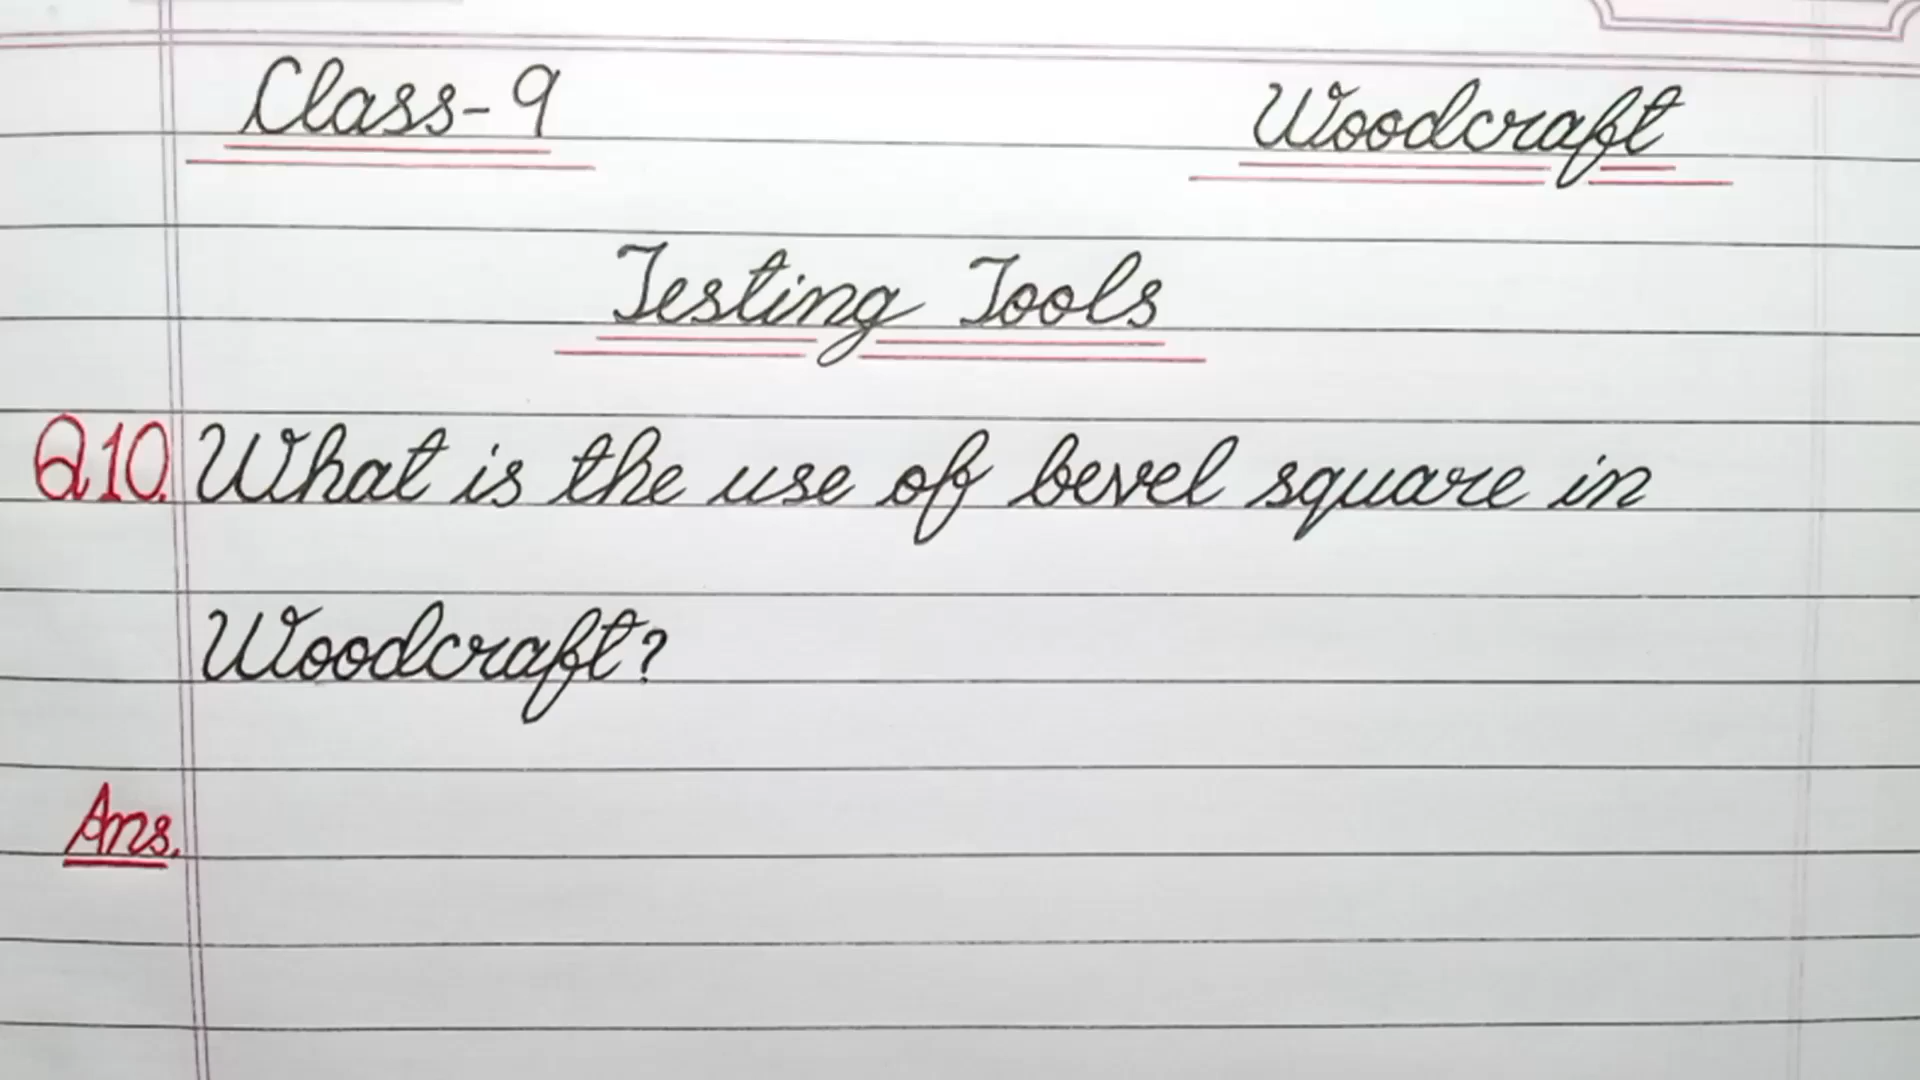 Class-9 Woodcraft
Testing Tools
Q10. What is the use of bevel square in
Woodcraft?
Ans.